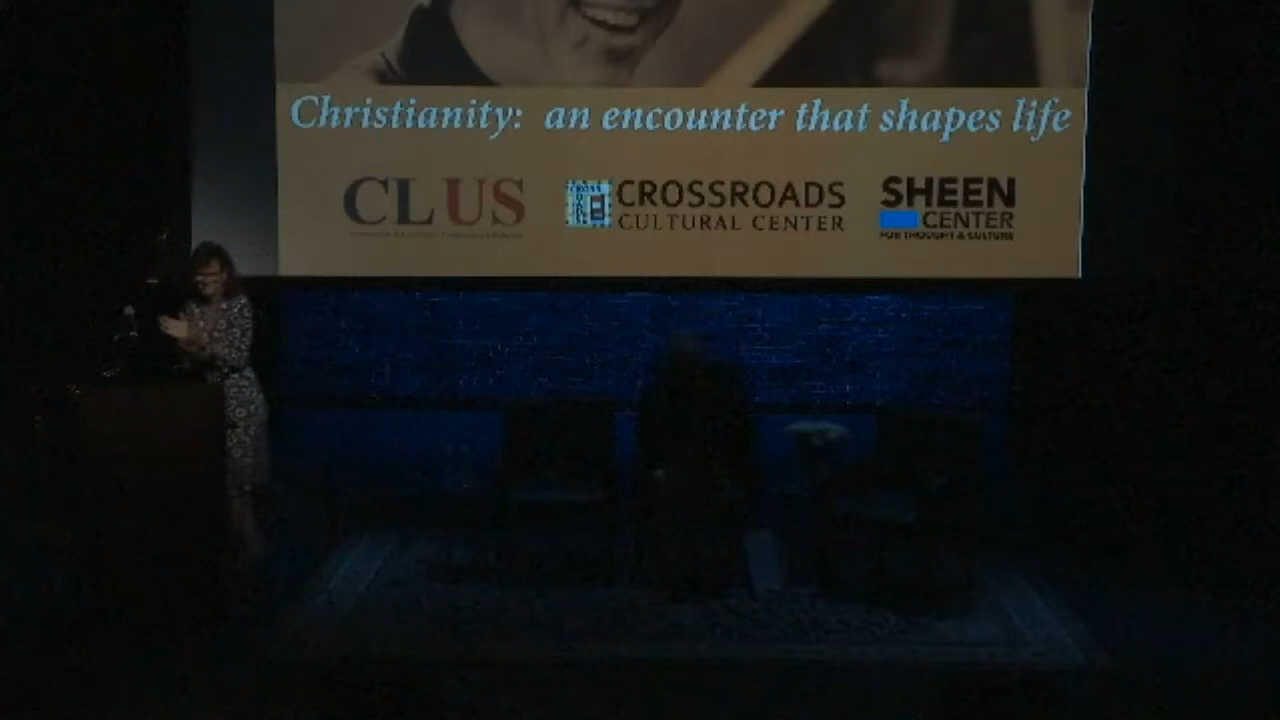 Christianity: an encounter that shapes life
CLUS
CROSSROADS
CULTURAL CENTER
SHEEN
CENTER
FOR THOUGHT & CULTURE